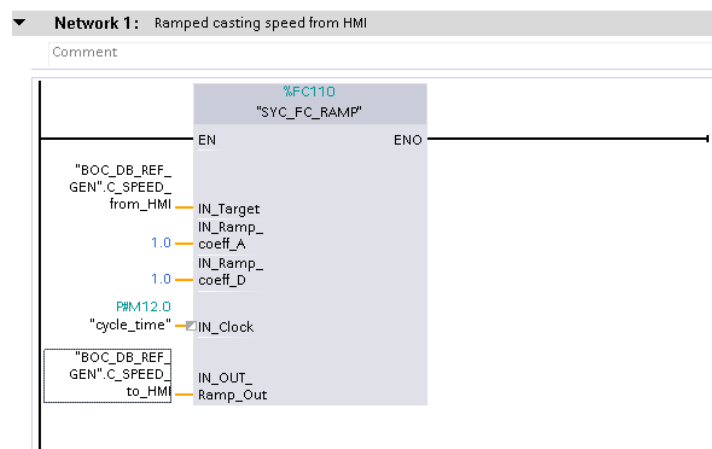 Network 1: Ramped casting speed from HMI
Comment
%FC110
"SYC_FC_RAMP"
EN
ENO
"BOC_DB_REF_
GEN".C_SPEED_
from_HMI
IN_Target
IN_Ramp_
1.0
coeff_A
IN_Ramp_
1.0
coeff_D
P#M12.0
"cycle_time"
IN_Clock
"BOC_DB_REF_
GEN".C_SPEED_
to_HMI
IN_OUT_
Ramp_Out